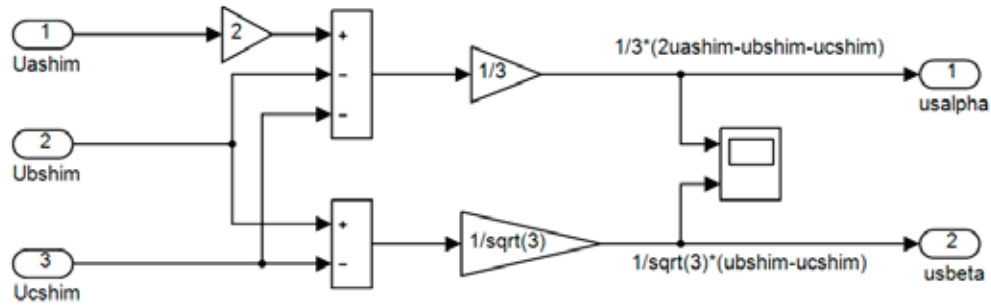 1
Uashim
2
+
-
-
1/3
1/3*(2uashim-ubshim-ucshim)
1
usalpha
2
Ubshim
+
-
1/sqrt(3)
1/sqrt(3)*(ubshim-ucshim)
2
usbeta
3
Ucshim